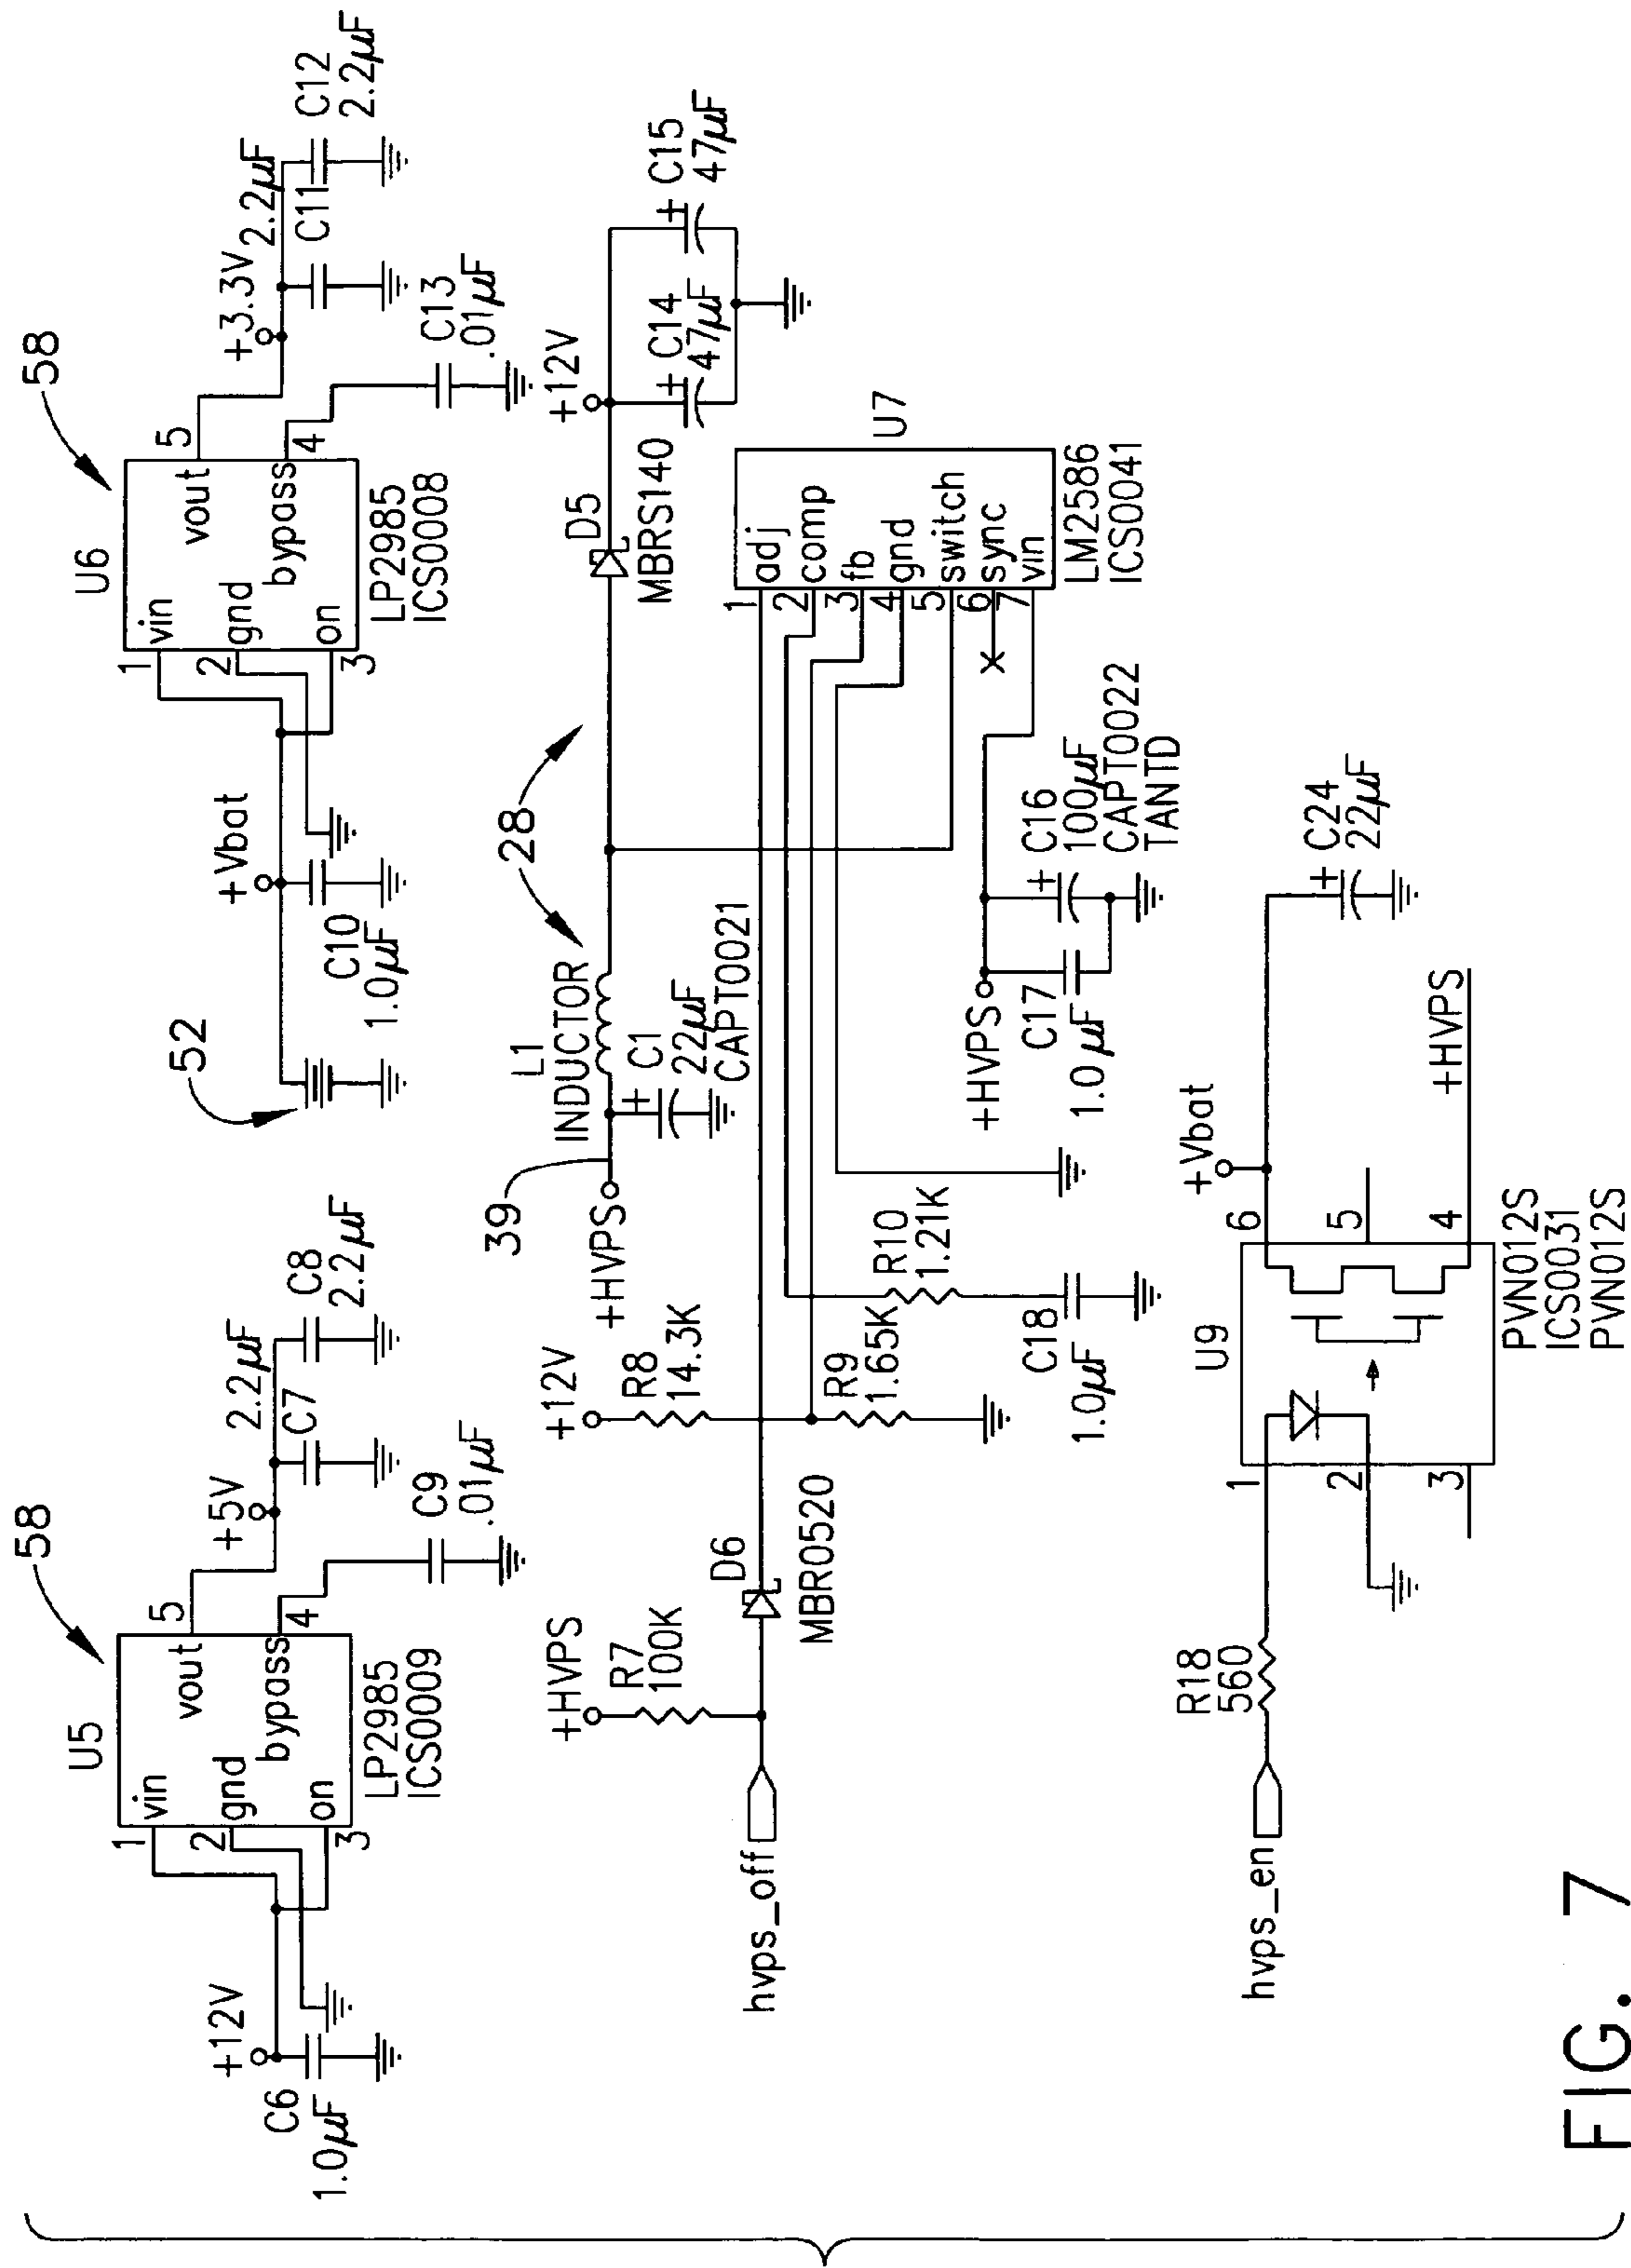 58
U5
vin
gnd
on
vout
bypass
1
2
3
5
4
LP2985
ICS0009
+12V
C6
1.0µF
+5V
2.2µF
C7
C8
2.2µF
C9
.01µF
58
U6
vin
gnd
on
vout
bypass
1
2
3
5
4
LP2985
ICS0008
52
+Vbat
C10
1.0µF
+3.3V
2.2µF
C11
C12
2.2µF
C13
.01µF
hvps_off
+HVPS
R7
100K
D6
MBR0520
+12V
R8
14.3K
R9
1.65K
R10
1.21K
C18
1.0µF
39
+HVPS
L1
INDUCTOR
C1
22µF
CAPT0021
28
D5
MBRS140
+12V
C14
47µF
C15
47µF
U7
1
adj
2
comp
3
fb
4
gnd
5
switch
6
sync
7
vin
LM2586
ICS0041
+HVPS
C17
1.0µF
C16
100µF
CAPT0022
TANTD
hvps_en
R18
560
U9
1
2
3
6
5
4
PVN012S
ICS0031
PVN012S
+Vbat
+HVPS
C24
22µF
FIG. 7